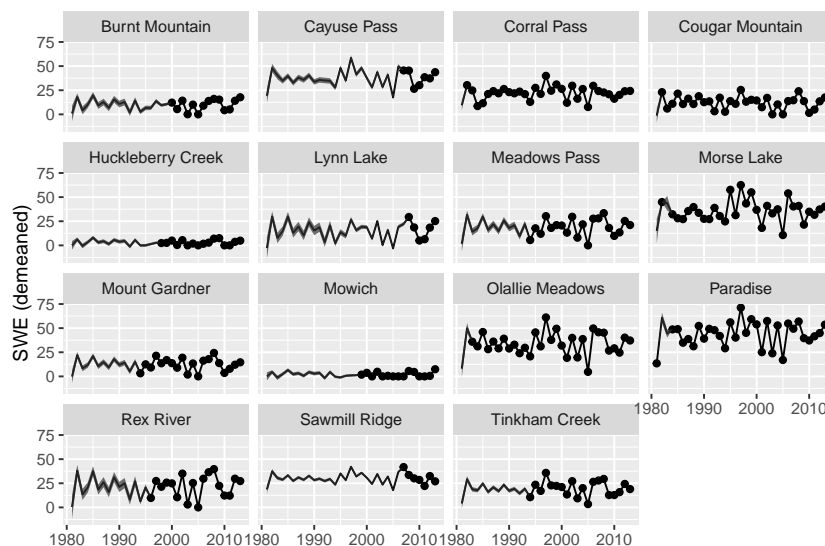 Burnt Mountain Cayuse Pass Corral Pass Cougar Mountain
75
50
25
0
Huckleberry Creek Lynn Lake Meadows Pass Morse Lake
75
50
25
0
SWE (demeaned)
Mount Gardner Mowich Olallie Meadows Paradise
75
50
25
0
1980 1990 2000 2010
Rex River Sawmill Ridge Tinkham Creek
75
50
25
0
1980 1990 2000 2010 1980 1990 2000 2010 1980 1990 2000 2010